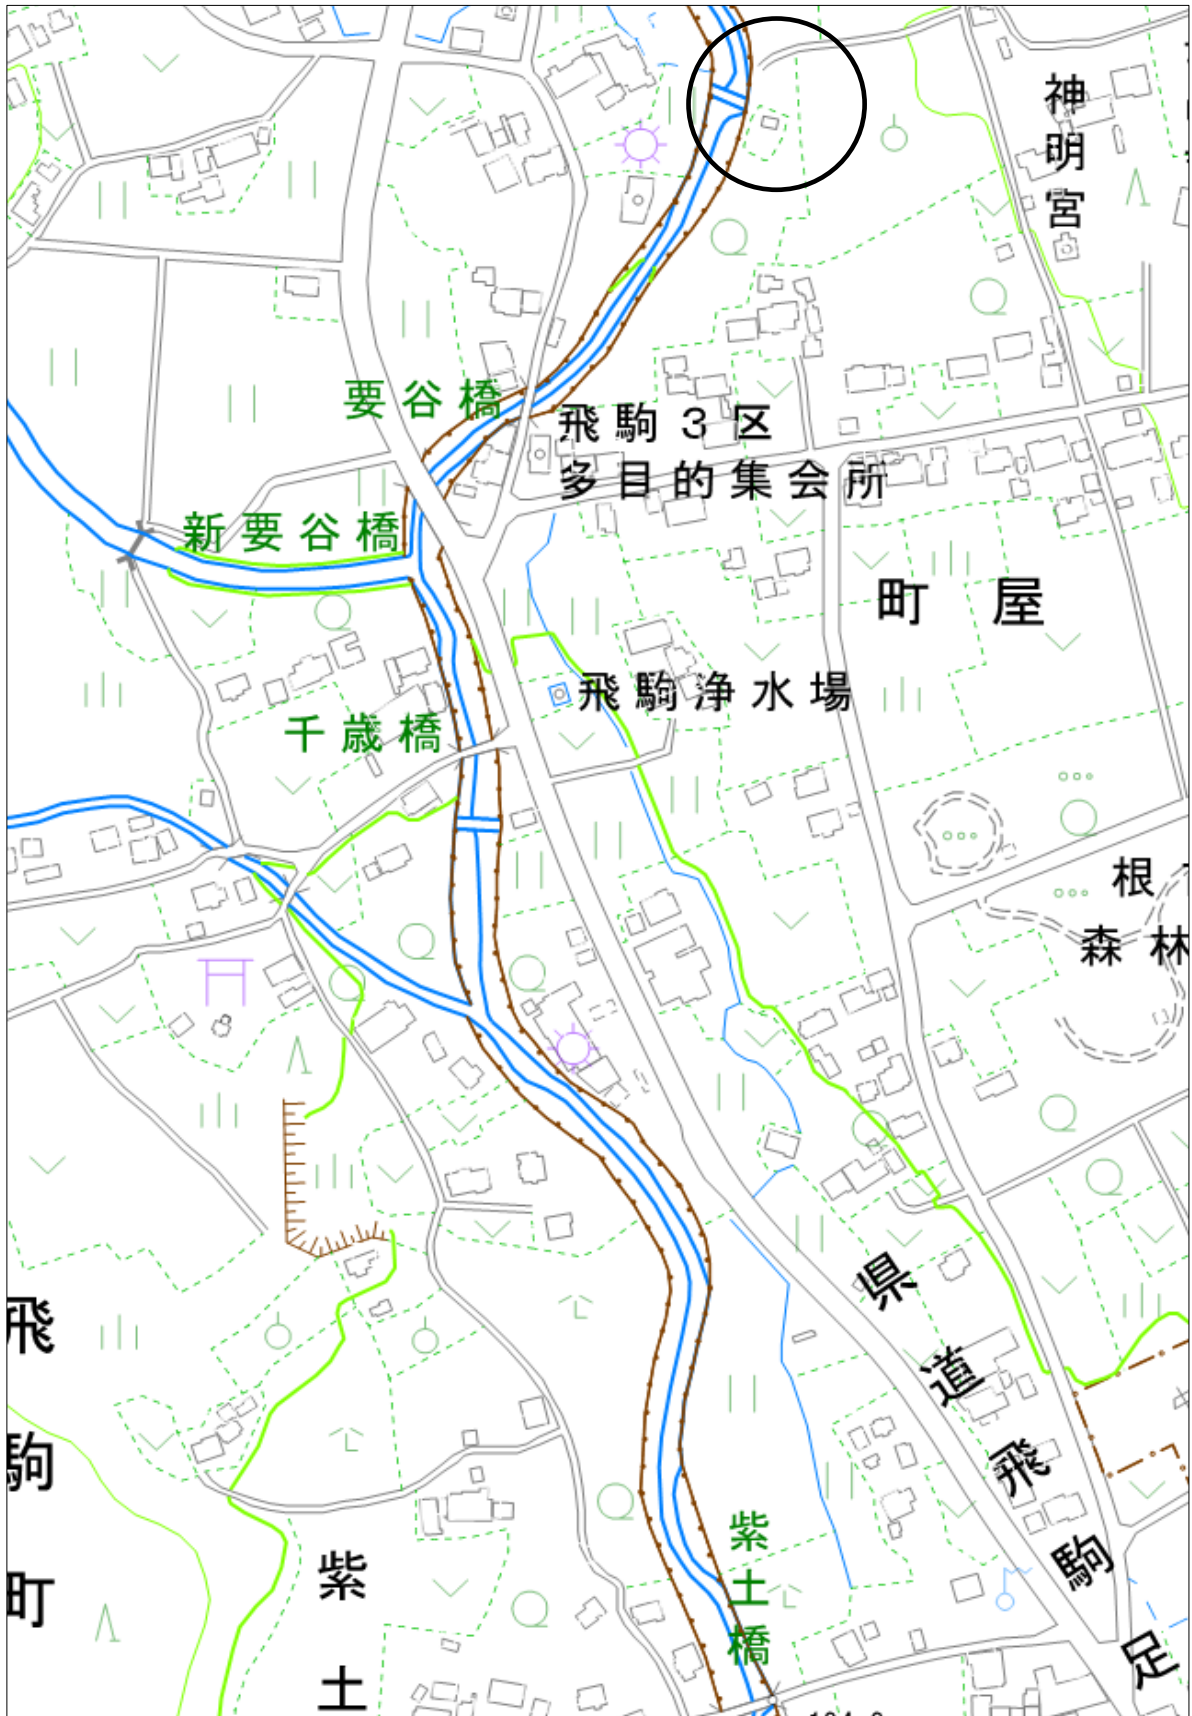 神明宮
要谷橋
飛駒3区
多目的集会所
新要谷橋
町屋
飛駒浄水場
千歳橋
根
森林
県道飛駒足
飛駒町
紫土橋
紫土